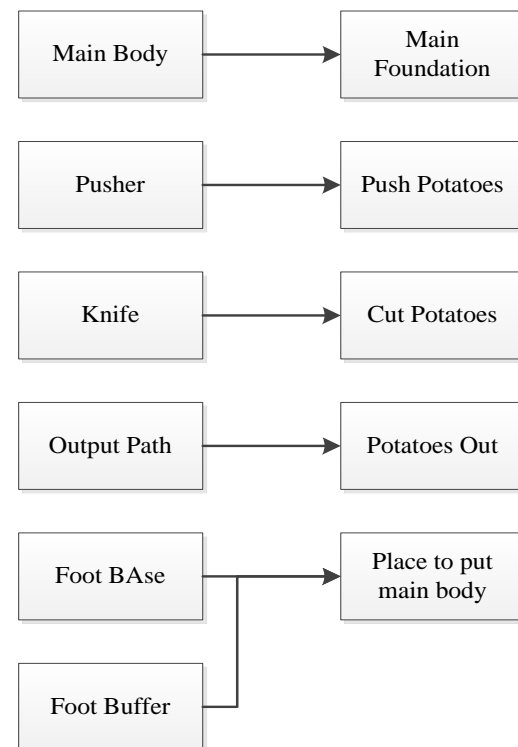 Main Body
Main
Foundation
Pusher
Push Potatoes
Knife
Cut Potatoes
Output Path
Potatoes Out
Foot BAse
Place to put
main body
Foot Buffer